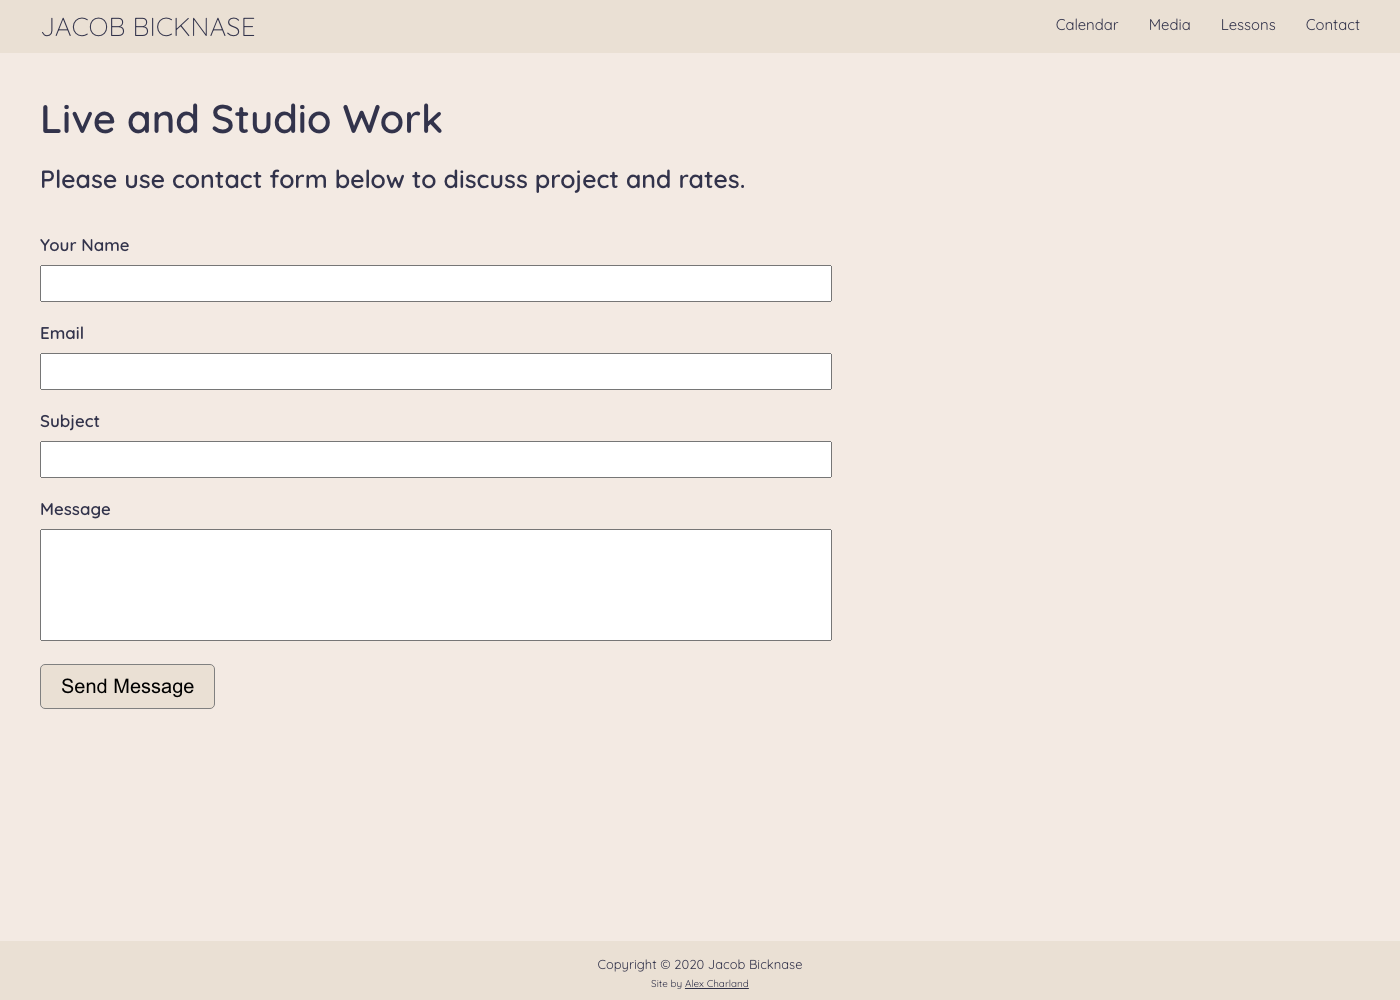 JACOB BICKNASE
Calendar Media Lessons Contact
Live and Studio Work
Please use contact form below to discuss project and rates.
Your Name
Email
Subject
Message
Send Message
Copyright © 2020 Jacob Bicknase
Site by Alex Charland